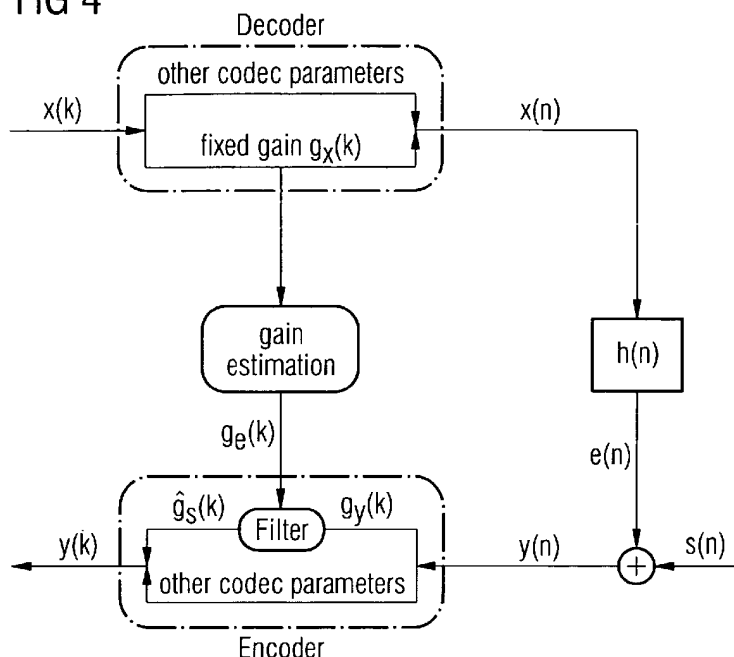 FIG 4
Decoder
other codec parameters
x(k)
x(n)
fixed gain gx(k)
gain
estimation
h(n)
ge(k)
e(n)
ĝs(k)
gy(k)
Filter
y(k)
y(n)
s(n)
+
other codec parameters
Encoder